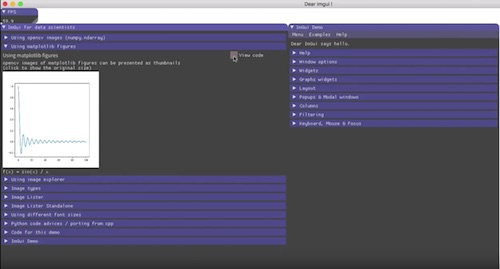 Dear imgui !
FPS
ImGui for data scientists
Using opencv images (numpy.ndarray)
Using matplotlib figures
Using matplotlib figures
View code
opencv images of matplotlib figures can be presented as thumbnails
(click to show the original size)
f(x) = sin(x) / x
Using image explorer
Image types
Image Lister
Image Lister Standalone
Using different font sizes
Python code advices / porting from cpp
Code for this demo
ImGui Demo
ImGui Demo
Menu Examples Help
Dear ImGui says hello.
Help
Window options
Widgets
Graphs widgets
Layout
Popups & Modal windows
Columns
Filtering
Keyboard, Mouse & Focus